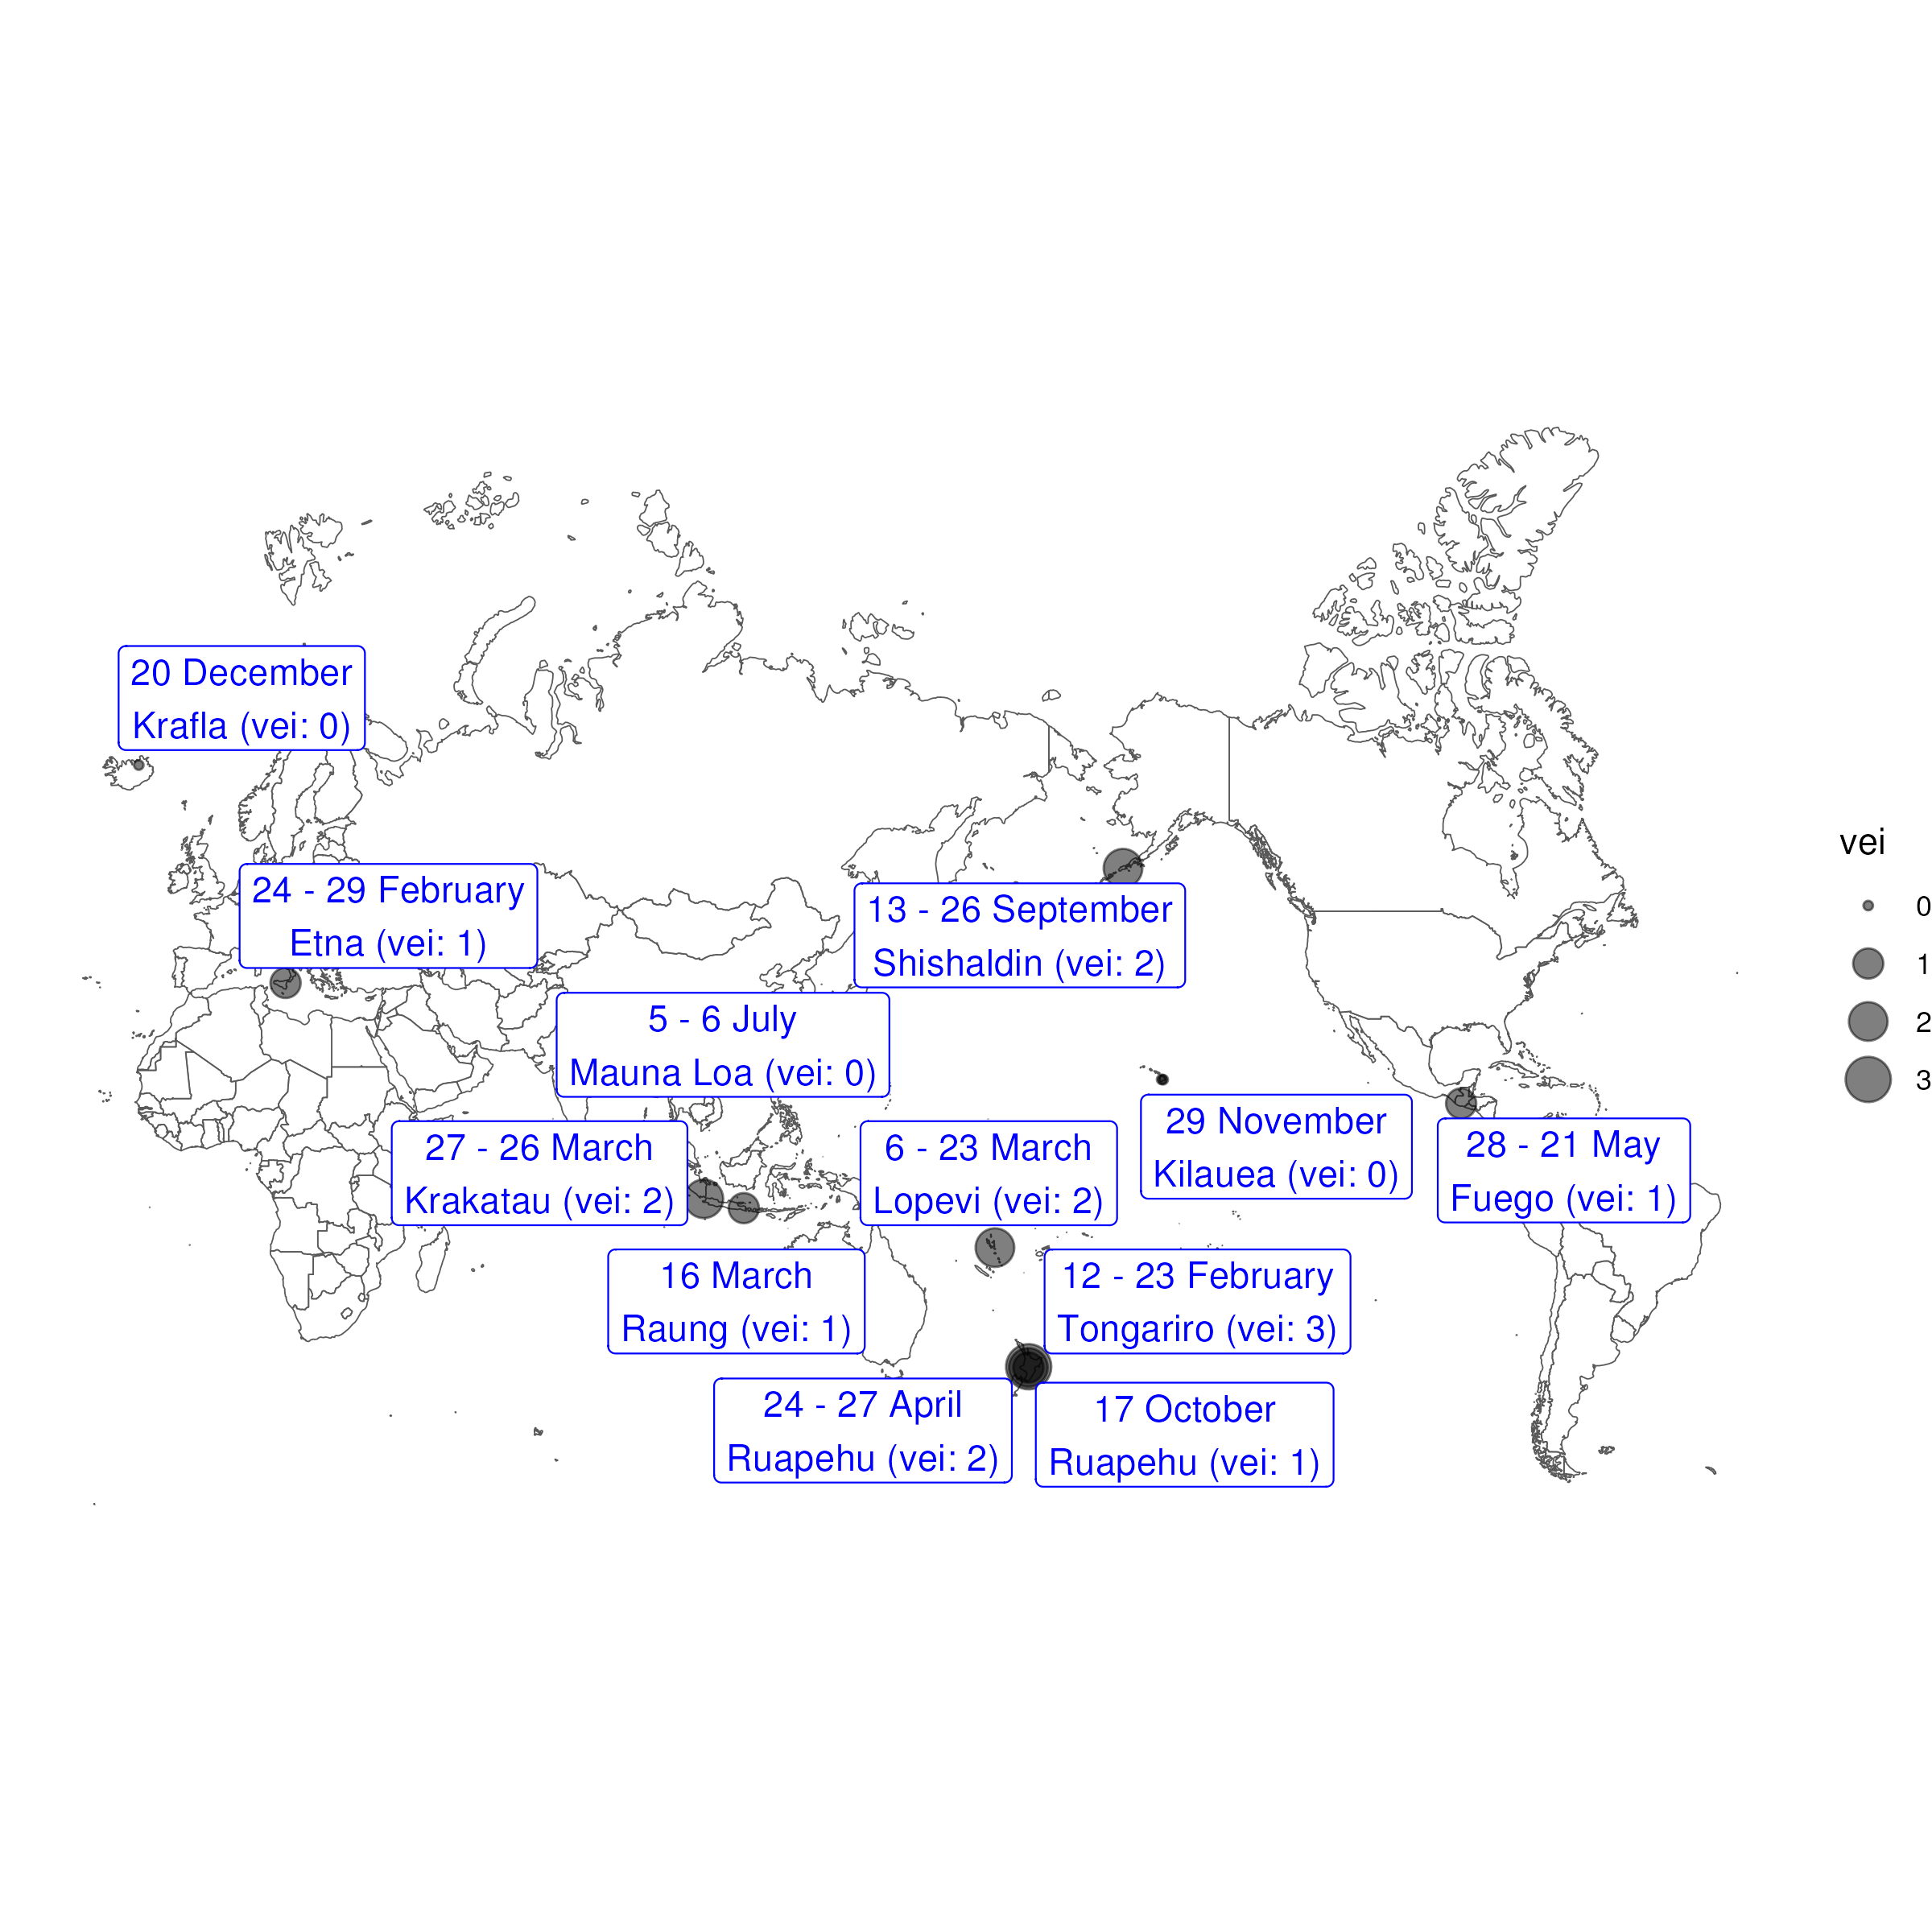 20 December
Krafla (vei: 0)
24 - 29 February
Etna (vei: 1)
13 - 26 September
Shishaldin (vei: 2)
5 - 6 July
Mauna Loa (vei: 0)
29 November
Kilauea (vei: 0)
28 - 21 May
Fuego (vei: 1)
27 - 26 March
Krakatau (vei: 2)
6 - 23 March
Lopevi (vei: 2)
16 March
Raung (vei: 1)
12 - 23 February
Tongariro (vei: 3)
24 - 27 April
Ruapehu (vei: 2)
17 October
Ruapehu (vei: 1)
vei
0
1
2
3